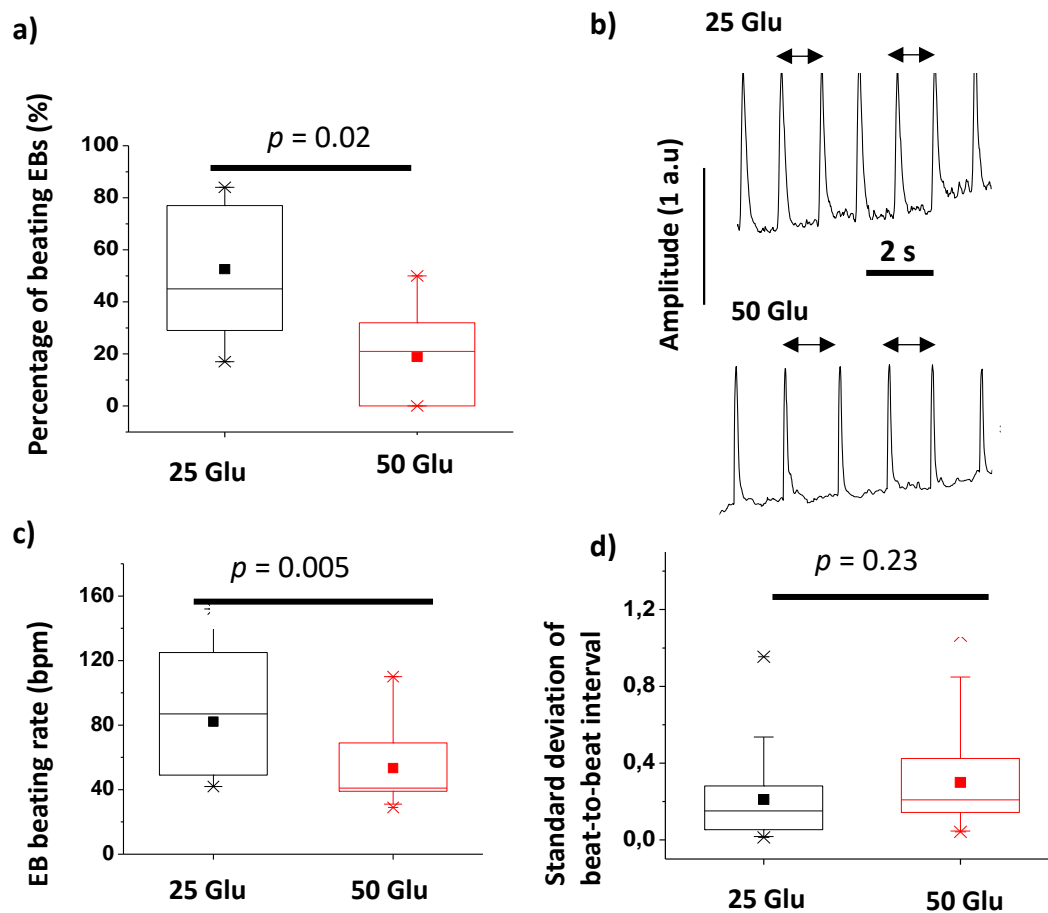 a)
Percentage of beating EBs (%)
p = 0.02
100
80
60
40
20
0
25 Glu
50 Glu
b)
25 Glu
Amplitude (1 a.u)
2 s
50 Glu
c)
EB beating rate (bpm)
p = 0.005
160
120
80
40
0
25 Glu
50 Glu
d)
Standard deviation of
beat-to-beat interval
p = 0.23
1,2
0,8
0,4
0,0
25 Glu
50 Glu